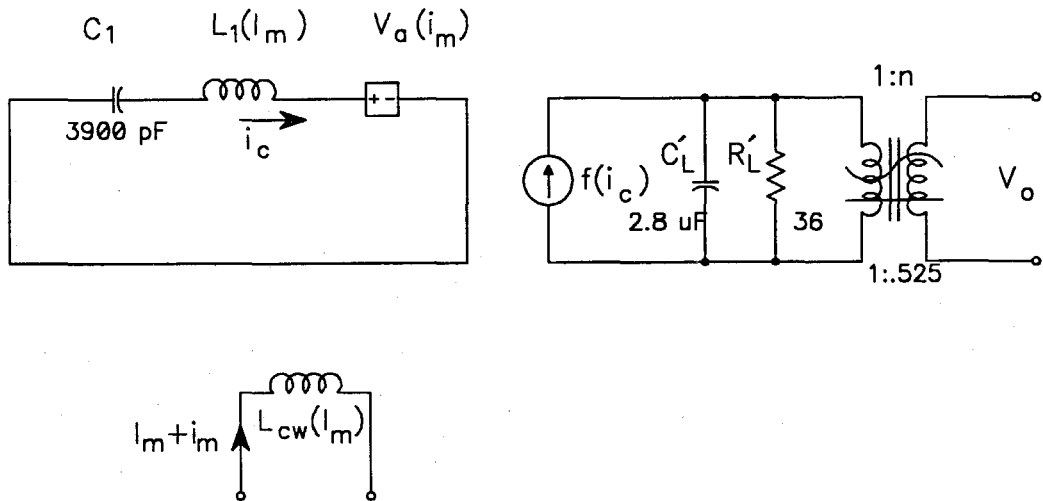 C1 L1(Im) Va(im)
+ -
3900 pF
ic
1:n
f(ic)
C'L R'L
Vo
2.8 uF 36
1:.525
Im+im
Lcw(Im)